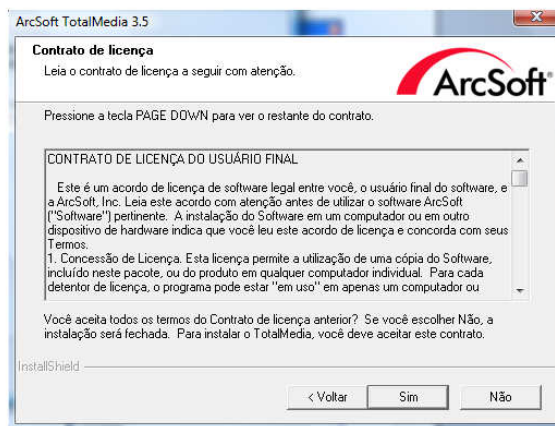 ArcSoft TotalMedia 3.5
Contrato de licença
Leia o contrato de licença a seguir com atenção.
ArcSoft®
Pressione a tecla PAGE DOWN para ver o restante do contrato.
CONTRATO DE LICENÇA DO USUÁRIO FINAL
Este é um acordo de licença de software legal entre você, o usuário final do software, e
a ArcSoft, Inc. Leia este acordo com atenção antes de utilizar o software ArcSoft
("Software") pertinente. A instalação do Software em um computador ou em outro
dispositivo de hardware indica que você leu este acordo de licença e concorda com seus
Termos.
1. Concessão de Licença. Esta licença permite a utilização de uma cópia do Software,
incluído neste pacote, ou do produto em qualquer computador individual. Para cada
detentor de licença, o programa pode estar "em uso" em apenas um computador ou
Você aceita todos os termos do Contrato de licença anterior? Se você escolher Não, a
instalação será fechada. Para instalar o TotalMedia, você deve aceitar este contrato.
InstallShield
< Voltar
Sim
Não